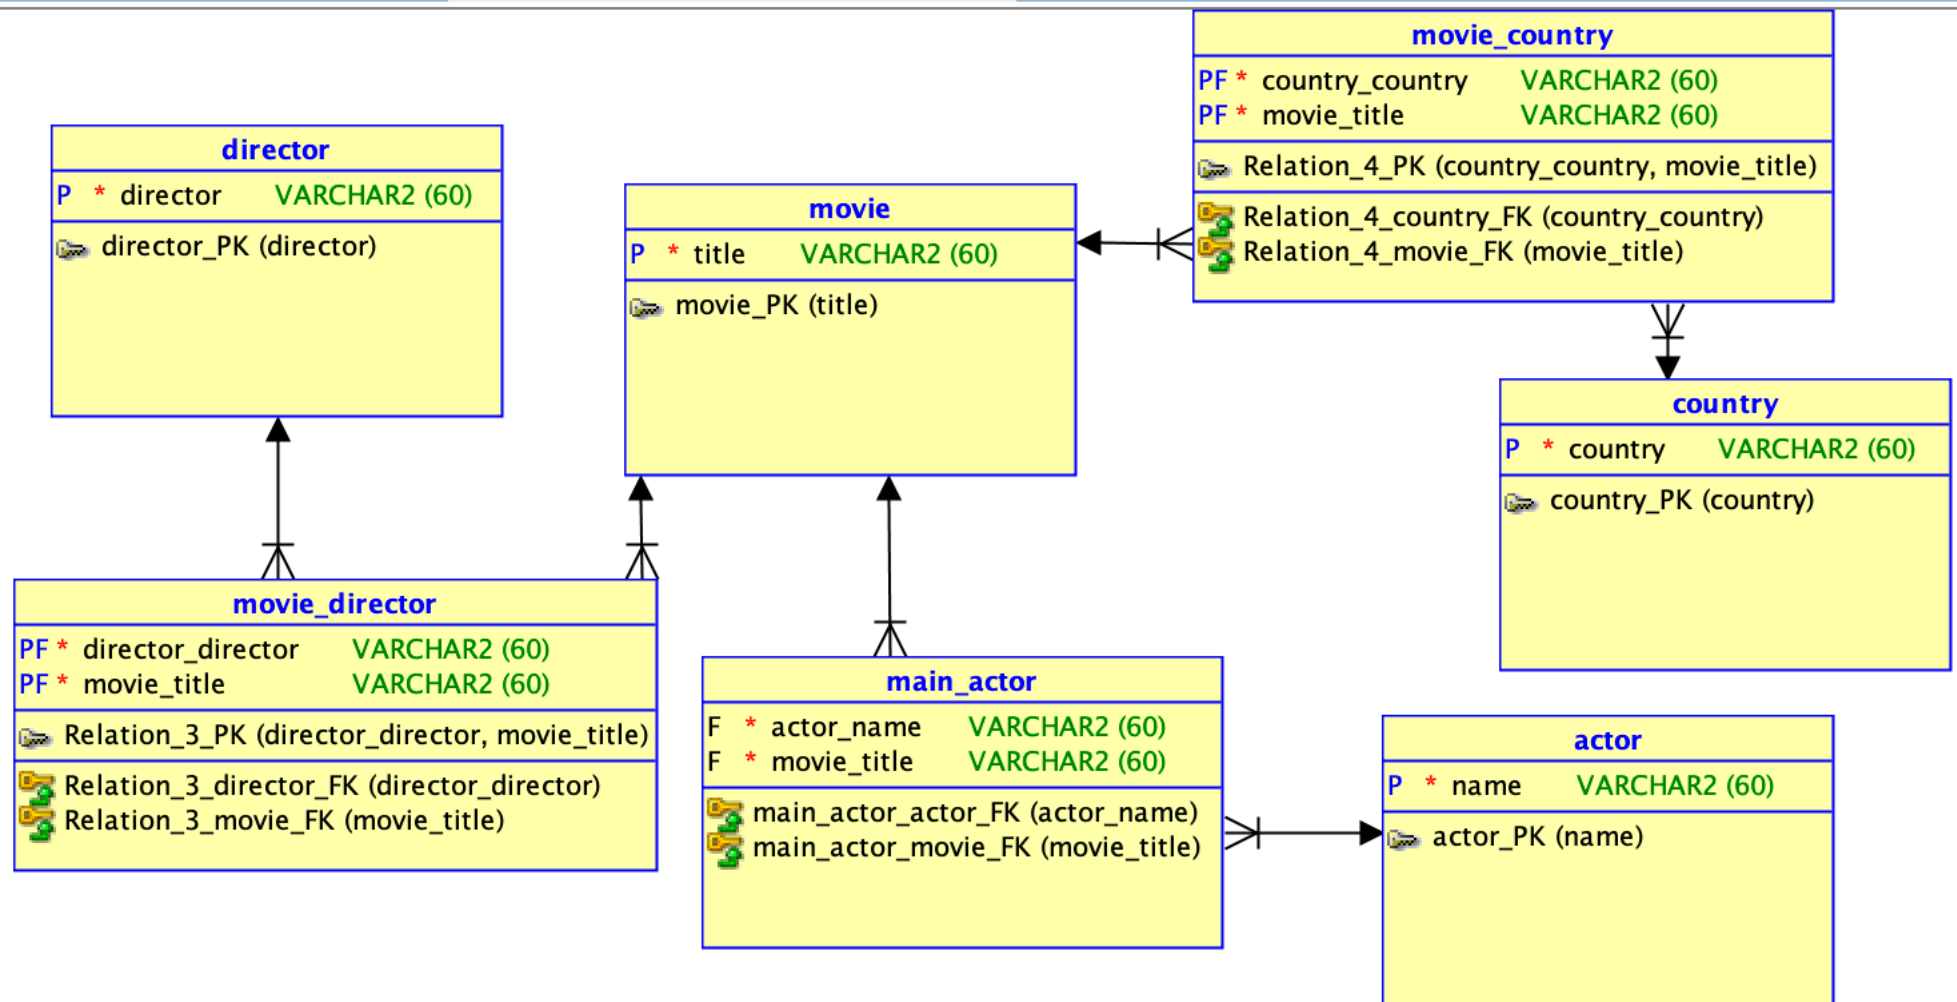 movie_country
PF * country_country VARCHAR2 (60)
PF * movie_title VARCHAR2 (60)
Relation_4_PK (country_country, movie_title)
Relation_4_country_FK (country_country)
Relation_4_movie_FK (movie_title)
director
P * director VARCHAR2 (60)
director_PK (director)
movie
P * title VARCHAR2 (60)
movie_PK (title)
country
P * country VARCHAR2 (60)
country_PK (country)
movie_director
PF * director_director VARCHAR2 (60)
PF * movie_title VARCHAR2 (60)
Relation_3_PK (director_director, movie_title)
Relation_3_director_FK (director_director)
Relation_3_movie_FK (movie_title)
main_actor
F * actor_name VARCHAR2 (60)
F * movie_title VARCHAR2 (60)
main_actor_actor_FK (actor_name)
main_actor_movie_FK (movie_title)
actor
P * name VARCHAR2 (60)
actor_PK (name)